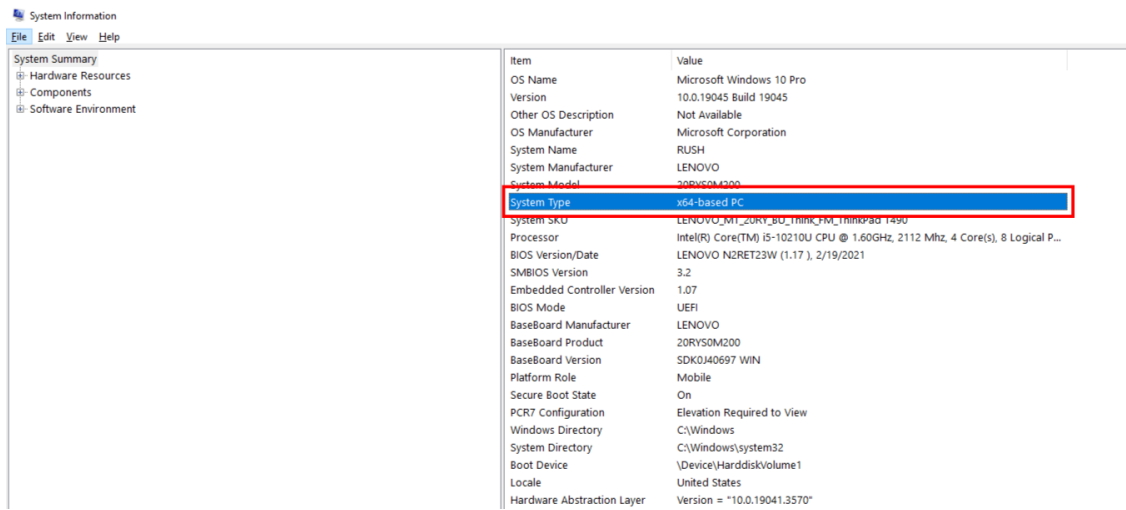 System Information
File Edit View Help
System Summary
Hardware Resources
Components
Software Environment
Item Value
OS Name Microsoft Windows 10 Pro
Version 10.0.19045 Build 19045
Other OS Description Not Available
OS Manufacturer Microsoft Corporation
System Name RUSH
System Manufacturer LENOVO
System Model 20RYS0M200
System Type x64-based PC
System SKU LENOVO_MT_20RY_BU_Think_FM_ThinkPad T490
Processor Intel(R) Core(TM) i5-10210U CPU @ 1.60GHz, 2112 Mhz, 4 Core(s), 8 Logical P...
BIOS Version/Date LENOVO N2RET23W (1.17 ), 2/19/2021
SMBIOS Version 3.2
Embedded Controller Version 1.07
BIOS Mode UEFI
BaseBoard Manufacturer LENOVO
BaseBoard Product 20RYS0M200
BaseBoard Version SDK0J40697 WIN
Platform Role Mobile
Secure Boot State On
PCR7 Configuration Elevation Required to View
Windows Directory C:\Windows
System Directory C:\Windows\system32
Boot Device \Device\HarddiskVolume1
Locale United States
Hardware Abstraction Layer Version = "10.0.19041.3570"